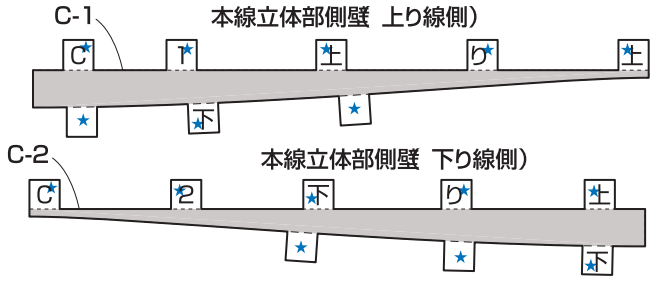 C-1 本線立体部側壁 上り線側）
C 1 上 り 上
下
C-2 本線立体部側壁 下り線側）
C 2 下 り 上
下